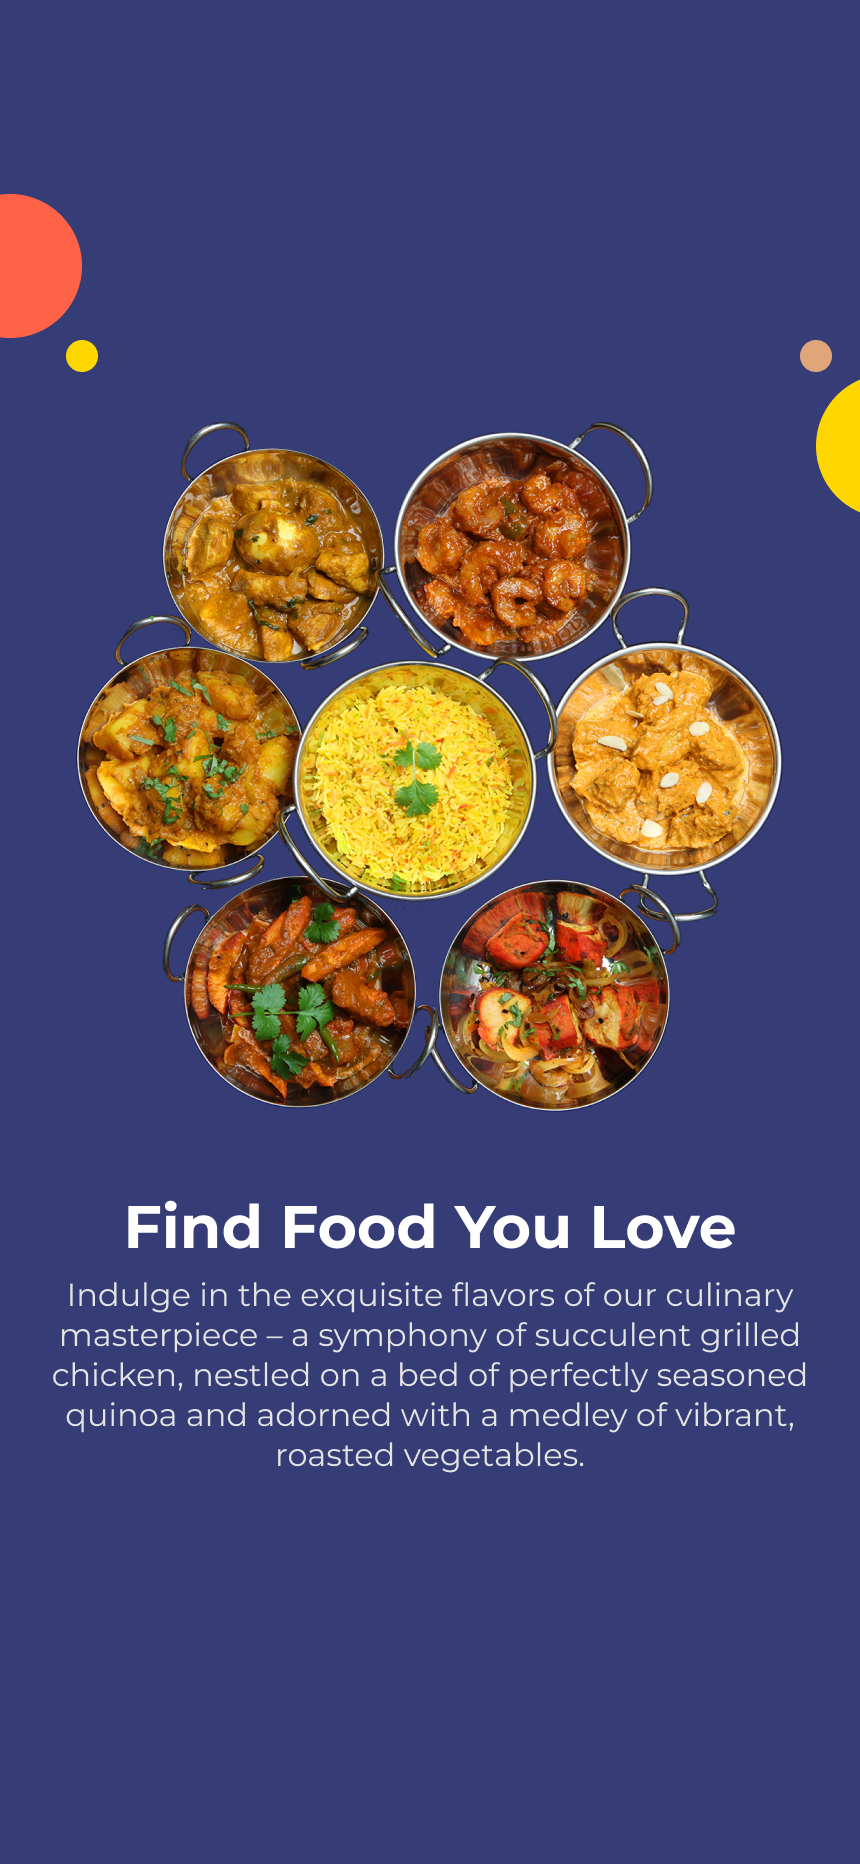 Find Food You Love
Indulge in the exquisite flavors of our culinary
masterpiece – a symphony of succulent grilled
chicken, nestled on a bed of perfectly seasoned
quinoa and adorned with a medley of vibrant,
roasted vegetables.